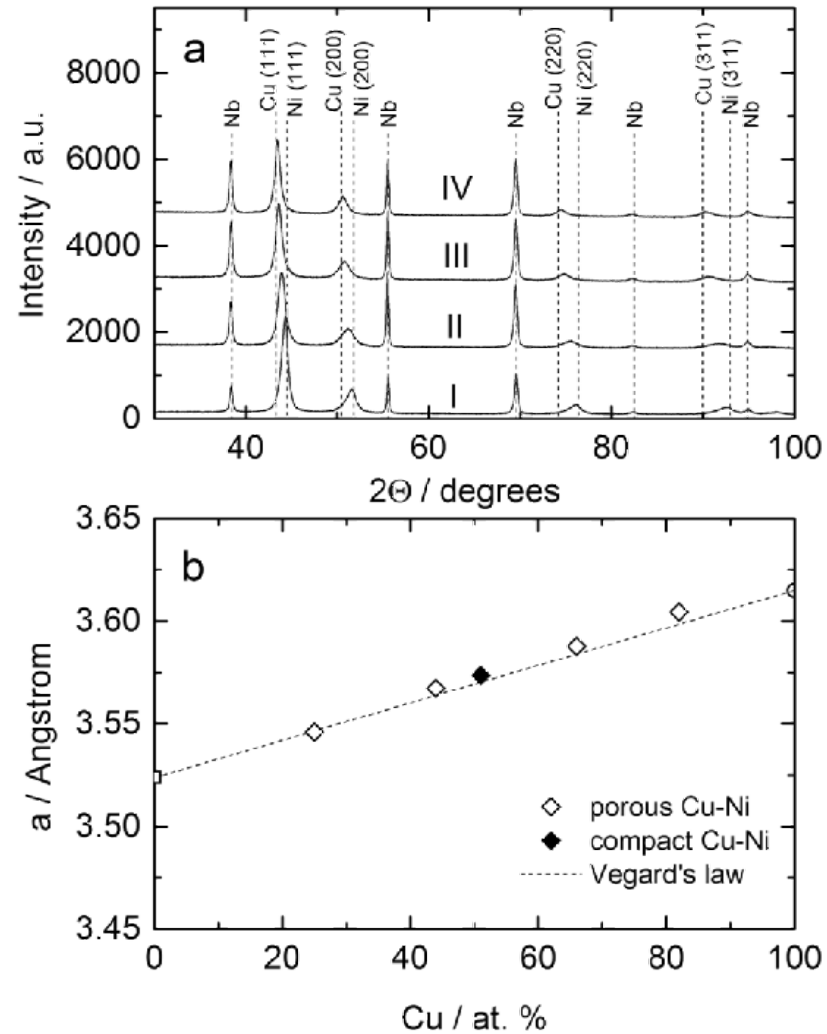 a
Intensity / a.u.
8000
6000
4000
2000
0
Nb
Cu (111)
Ni (111)
Cu (200)
Ni (200)
Nb
Nb
Cu (220)
Ni (220)
Nb
Cu (311)
Ni (311)
Nb
IV
III
II
I
40
60
80
100
2Θ / degrees
b
a / Angstrom
3.65
3.60
3.55
3.50
3.45
porous Cu-Ni
compact Cu-Ni
Vegard's law
0
20
40
60
80
100
Cu / at. %